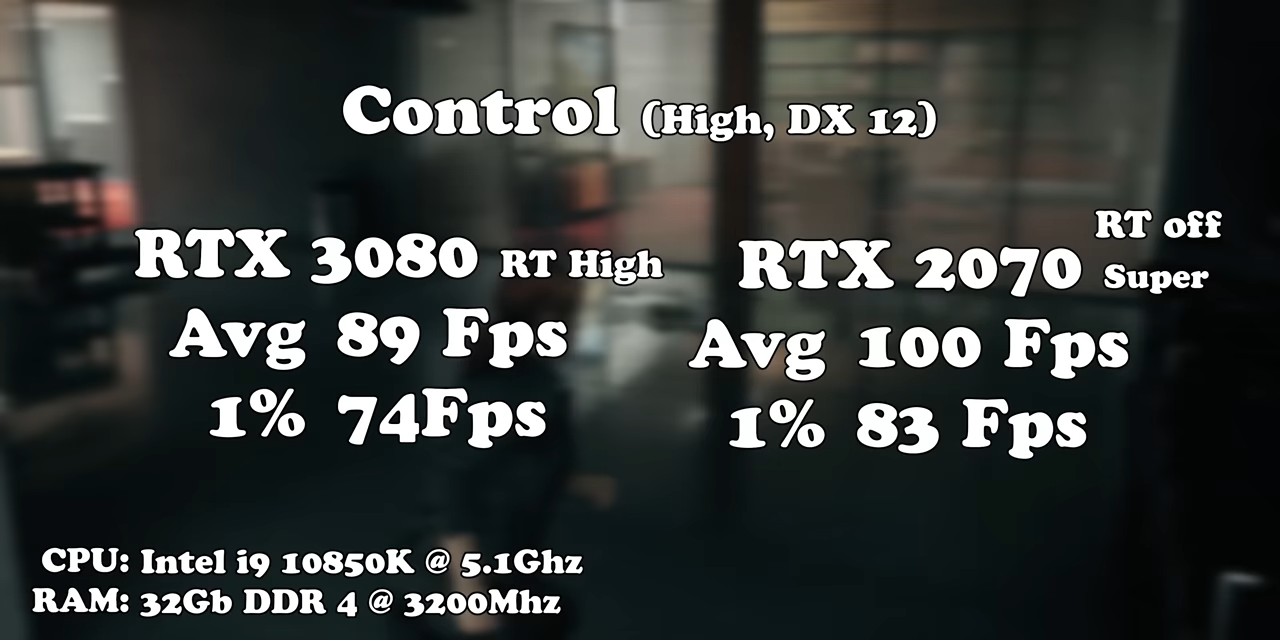 Control (High, DX 12)
RTX 3080 RT High
Avg 89 Fps
1% 74Fps
RT off
RTX 2070 Super
Avg 100 Fps
1% 83 Fps
CPU: Intel i9 10850K @ 5.1Ghz
RAM: 32Gb DDR 4 @ 3200Mhz